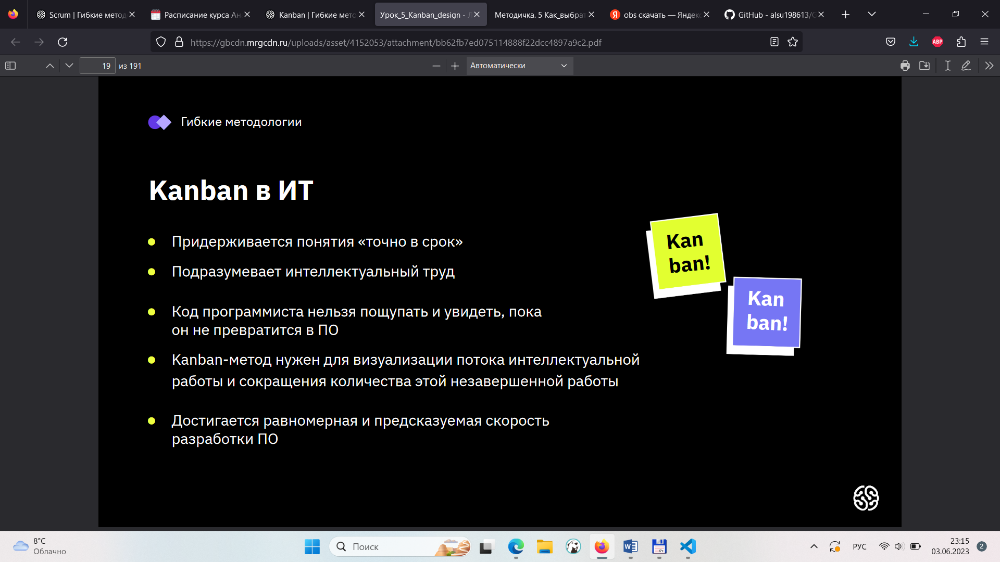 Scrum | Гибкие метод
Расписание курса Ан
Kanban | Гибкие мето
Урок_5_Kanban_design - Л
Методичка. 5 Как_выбрат
obs скачать — Яндекс
GitHub - alsu198613/G
https://gbcdn.mrgcdn.ru/uploads/asset/4152053/attachment/bb62fb7ed075114888f22dcc4897a9c2.pdf
ABP
19 из 191
Автоматически
Гибкие методологии
Kanban в ИТ
Придерживается понятия «точно в срок»
Подразумевает интеллектуальный труд
Код программиста нельзя пощупать и увидеть, пока
он не превратится в ПО
Kanban-метод нужен для визуализации потока интеллектуальной
работы и сокращения количества этой незавершенной работы
Достигается равномерная и предсказуемая скорость
разработки ПО
Kan
ban!
Kan
ban!
8°C
Облачно
Поиск
64
РУС
23:15
03.06.2023
2